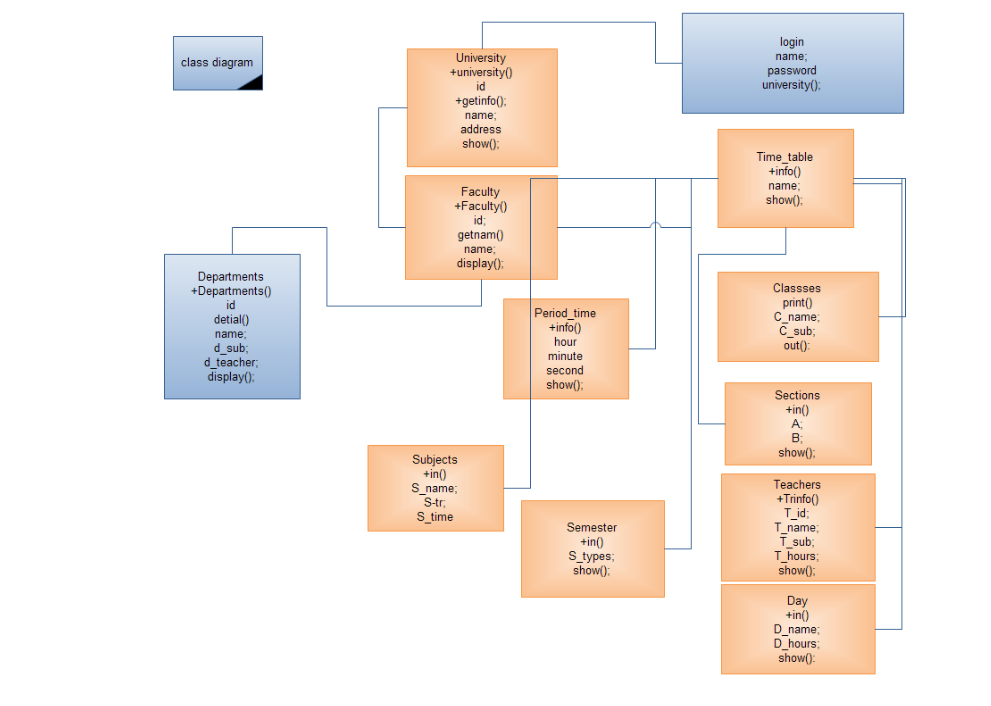 class diagram
University
+university()
id
+getinfo();
name;
address
show();
login
name;
password
university();
Time_table
+info()
name;
show();
Faculty
+Faculty()
id;
getnam()
name;
display();
Departments
+Departments()
id
detial()
name;
d_sub;
d_teacher;
display();
Period_time
+info()
hour
minute
second
show();
Classses
print()
C_name;
C_sub;
out():
Sections
+in()
A;
B;
show();
Subjects
+in()
S_name;
S-tr;
S_time
Semester
+in()
S_types;
show();
Teachers
+Trinfo()
T_id;
T_name;
T_sub;
T_hours;
show();
Day
+in()
D_name;
D_hours;
show():